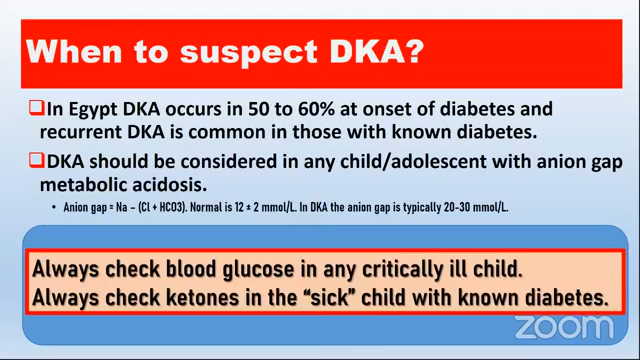 When to suspect DKA?
In Egypt DKA occurs in 50 to 60% at onset of diabetes and
recurrent DKA is common in those with known diabetes.
DKA should be considered in any child/adolescent with anion gap
metabolic acidosis.
• Anion gap = Na – (Cl + HCO3). Normal is 12 ± 2 mmol/L. In DKA the anion gap is typically 20-30 mmol/L.
Always check blood glucose in any critically ill child.
Always check ketones in the “sick” child with known diabetes.
zoom